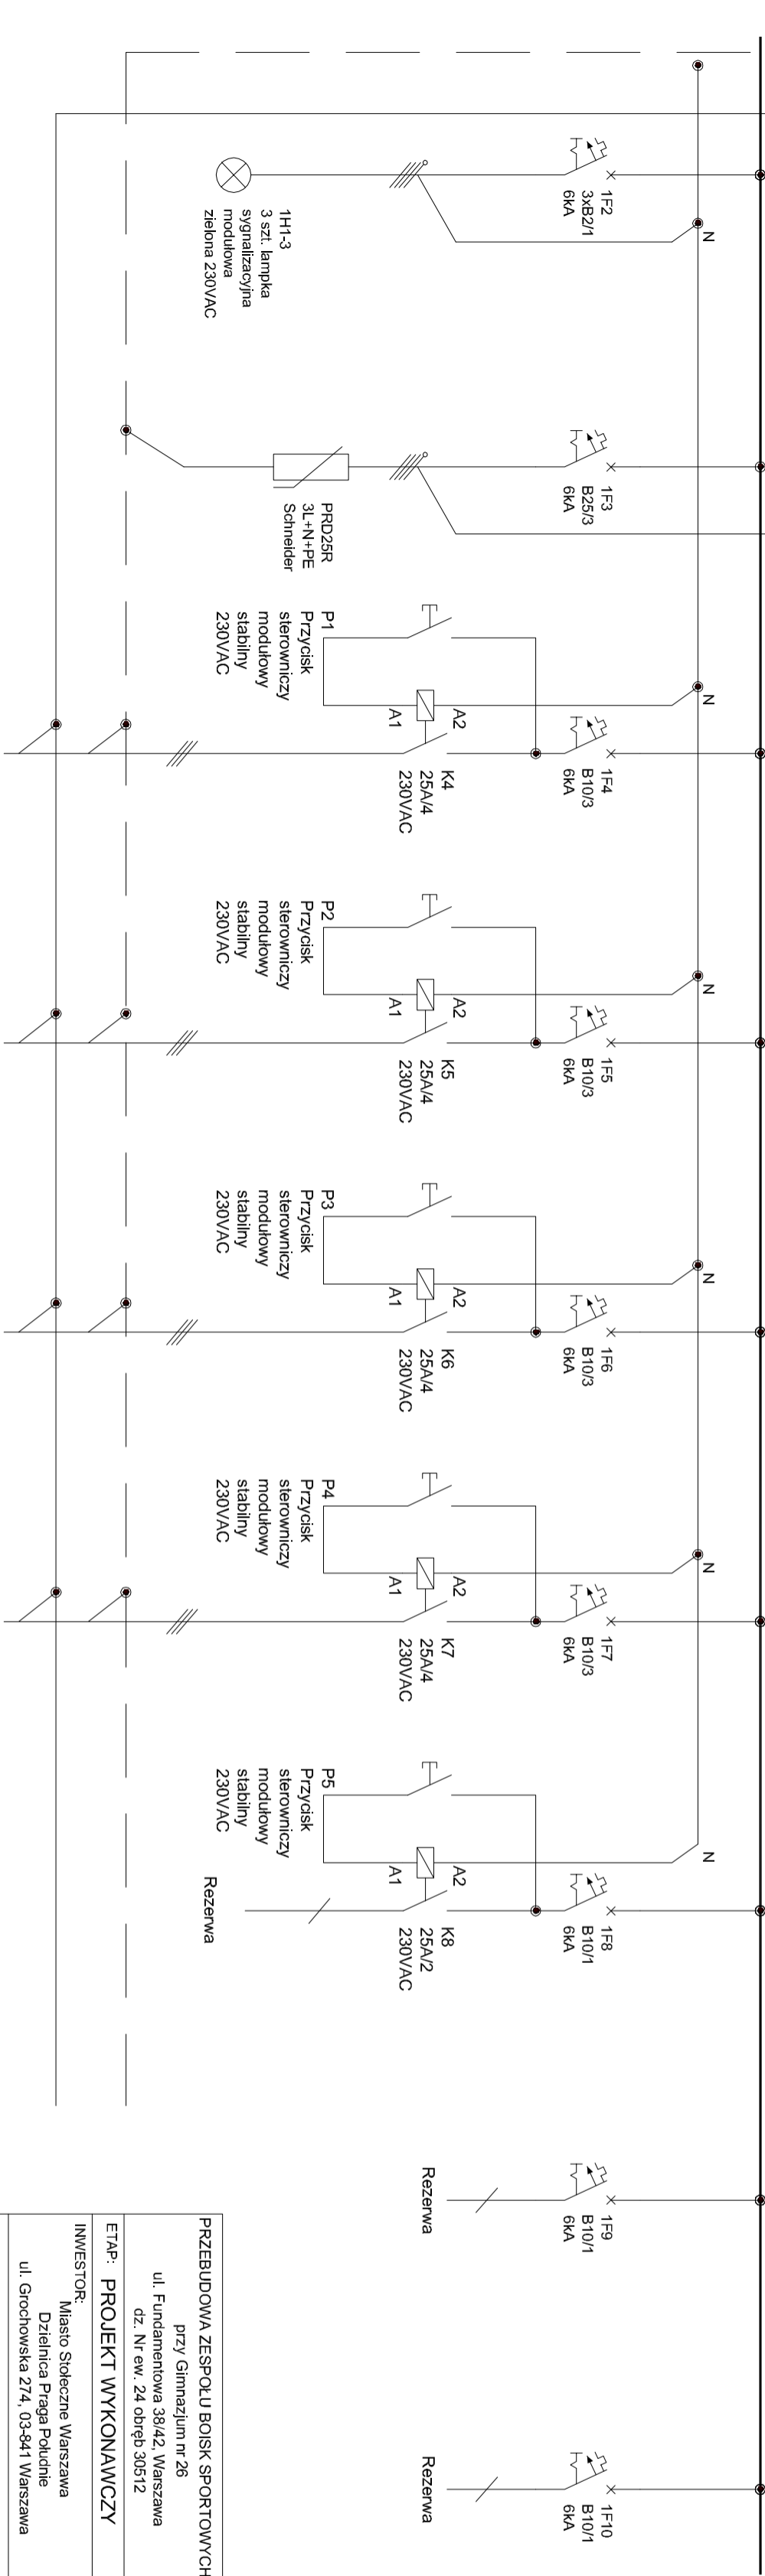 1F2
3xB2/1
6kA
N
1H1-3
3 szt. lampka
sygnalizacyjna
modułowa
zielona 230VAC
1F3
B25/3
6kA
PRD25R
3L+N+PE
Schneider
N
1F4
B10/3
6kA
A2
A1
K4
25A/4
230VAC
P1
Przycisk
sterowniczy
modułowy
stabilny
230VAC
N
1F5
B10/3
6kA
A2
A1
K5
25A/4
230VAC
P2
Przycisk
sterowniczy
modułowy
stabilny
230VAC
N
1F6
B10/3
6kA
A2
A1
K6
25A/4
230VAC
P3
Przycisk
sterowniczy
modułowy
stabilny
230VAC
N
1F7
B10/3
6kA
A2
A1
K7
25A/4
230VAC
P4
Przycisk
sterowniczy
modułowy
stabilny
230VAC
N
1F8
B10/1
6kA
A2
A1
K8
25A/2
230VAC
P5
Przycisk
sterowniczy
modułowy
stabilny
230VAC
Rezerwa
1F9
B10/1
6kA
Rezerwa
1F10
B10/1
6kA
Rezerwa
PRZEBUDOWA ZESPOŁU BOISK SPORTOWYCH
przy Gimnazjum nr 26
ul. Fundamentowa 38/42, Warszawa
dz. Nr ew. 24 obręb 30512
ETAP: PROJEKT WYKONAWCZY
INWESTOR:
Miasto Stołeczne Warszawa
Dzielnica Praga Południe
ul. Grochowska 274, 03-841 Warszawa